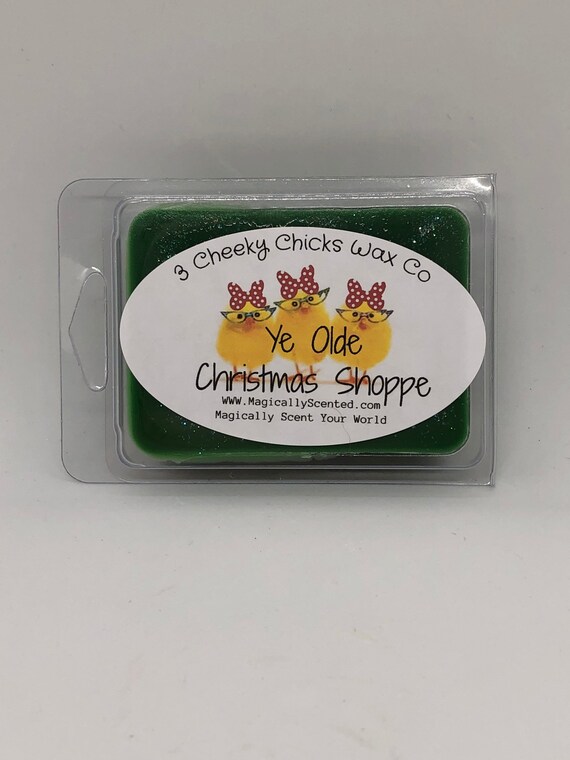 3 Cheeky Chicks Wax Co
Ye Olde
Christmas Shoppe
www.MagicallyScented.com
Magically Scent Your World